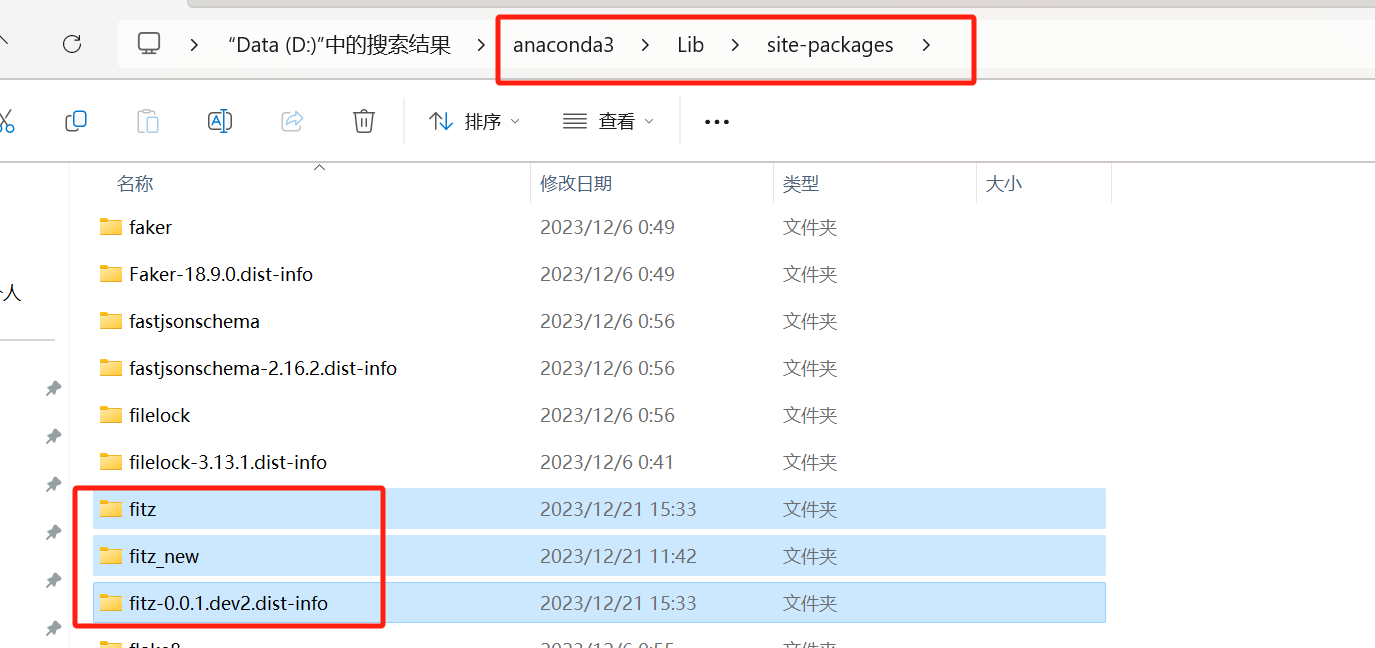 “Data (D:)”中的搜索结果 > anaconda3 > Lib > site-packages >
排序 查看
名称 修改日期 类型 大小
faker 2023/12/6 0:49 文件夹
Faker-18.9.0.dist-info 2023/12/6 0:49 文件夹
fastjsonschema 2023/12/6 0:56 文件夹
fastjsonschema-2.16.2.dist-info 2023/12/6 0:56 文件夹
filelock 2023/12/6 0:56 文件夹
filelock-3.13.1.dist-info 2023/12/6 0:41 文件夹
fitz 2023/12/21 15:33 文件夹
fitz_new 2023/12/21 11:42 文件夹
fitz-0.0.1.dev2.dist-info 2023/12/21 15:33 文件夹
人